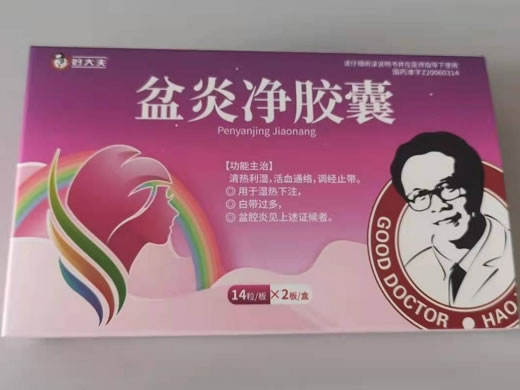 好大夫
请仔细阅读说明书并在医师指导下使用
国药准字Z20060314
盆炎净胶囊
Penyanjing Jiaonang
【功能主治】
清热利湿，活血通络，调经止带。
◎ 用于湿热下注，
◎ 白带过多，
◎ 盆腔炎见上述证候者。
14粒/板×2板/盒
GOOD DOCTOR · HAO